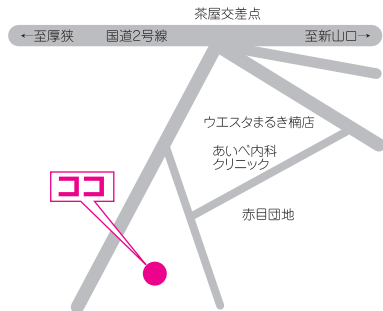 茶屋交差点
←至厚狭 国道2号線 至新山口→
ウエスタまるき楠店
あいべ内科
クリニック
ココ
赤目団地